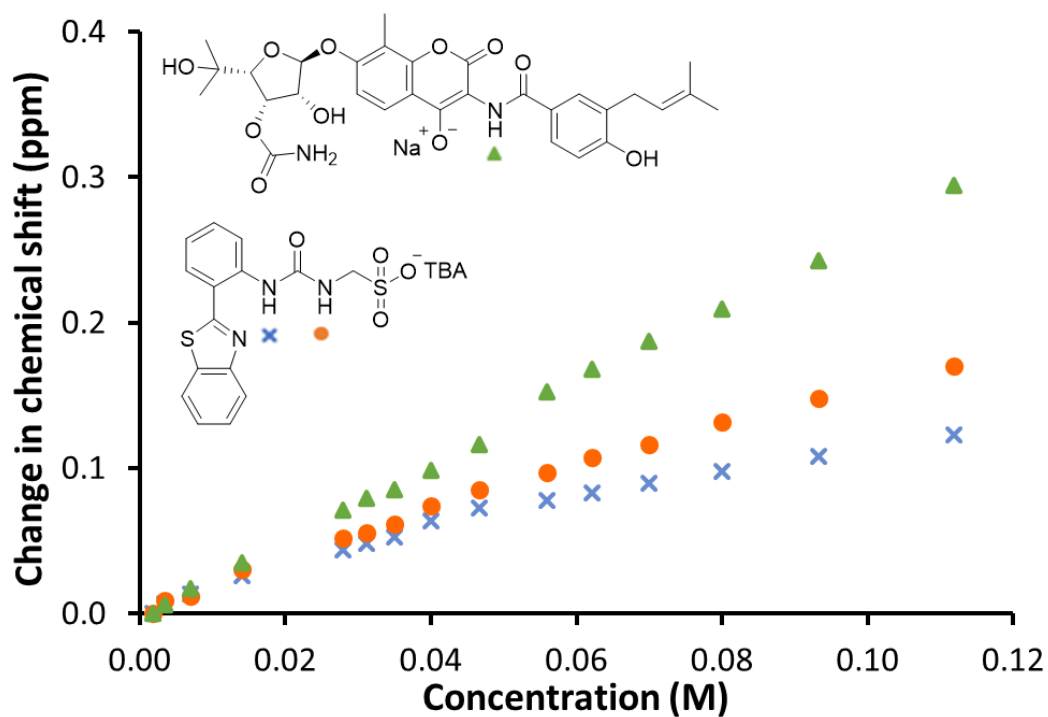 Change in chemical shift (ppm)
0.4
0.3
0.2
0.1
0.0
0.00 0.02 0.04 0.06 0.08 0.10 0.12
Concentration (M)
HO
O
O
O
O
O
OH
O
NH₂
O
O
Na⁺
O⁻
N
H
O
OH
N
H
O
N
H
S
O
O
O⁻
TBA
S
N